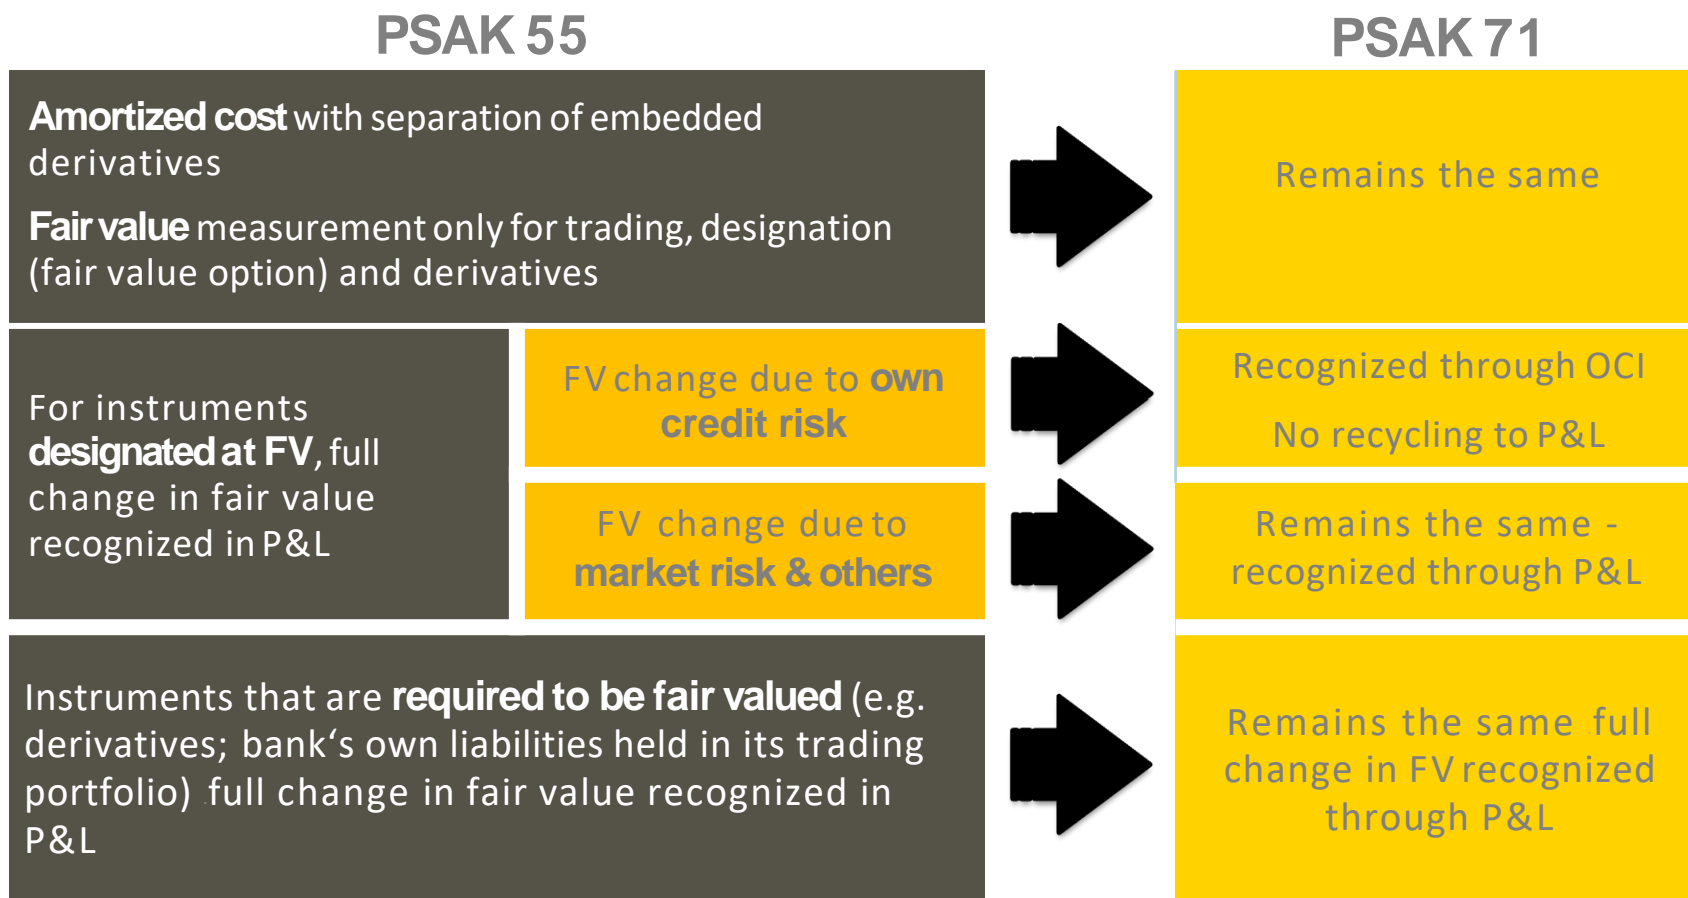 PSAK 55
PSAK 71
Amortized cost with separation of embedded
derivatives
Fair value measurement only for trading, designation
(fair value option) and derivatives
Remains the same
For instruments
designated at FV, full
change in fair value
recognized in P&L
FV change due to own
credit risk
Recognized through OCI
No recycling to P&L
FV change due to
market risk & others
Remains the same -
recognized through P&L
Instruments that are required to be fair valued (e.g.
derivatives; bank‘s own liabilities held in its trading
portfolio) full change in fair value recognized in
P&L
Remains the same full
change in FV recognized
through P&L